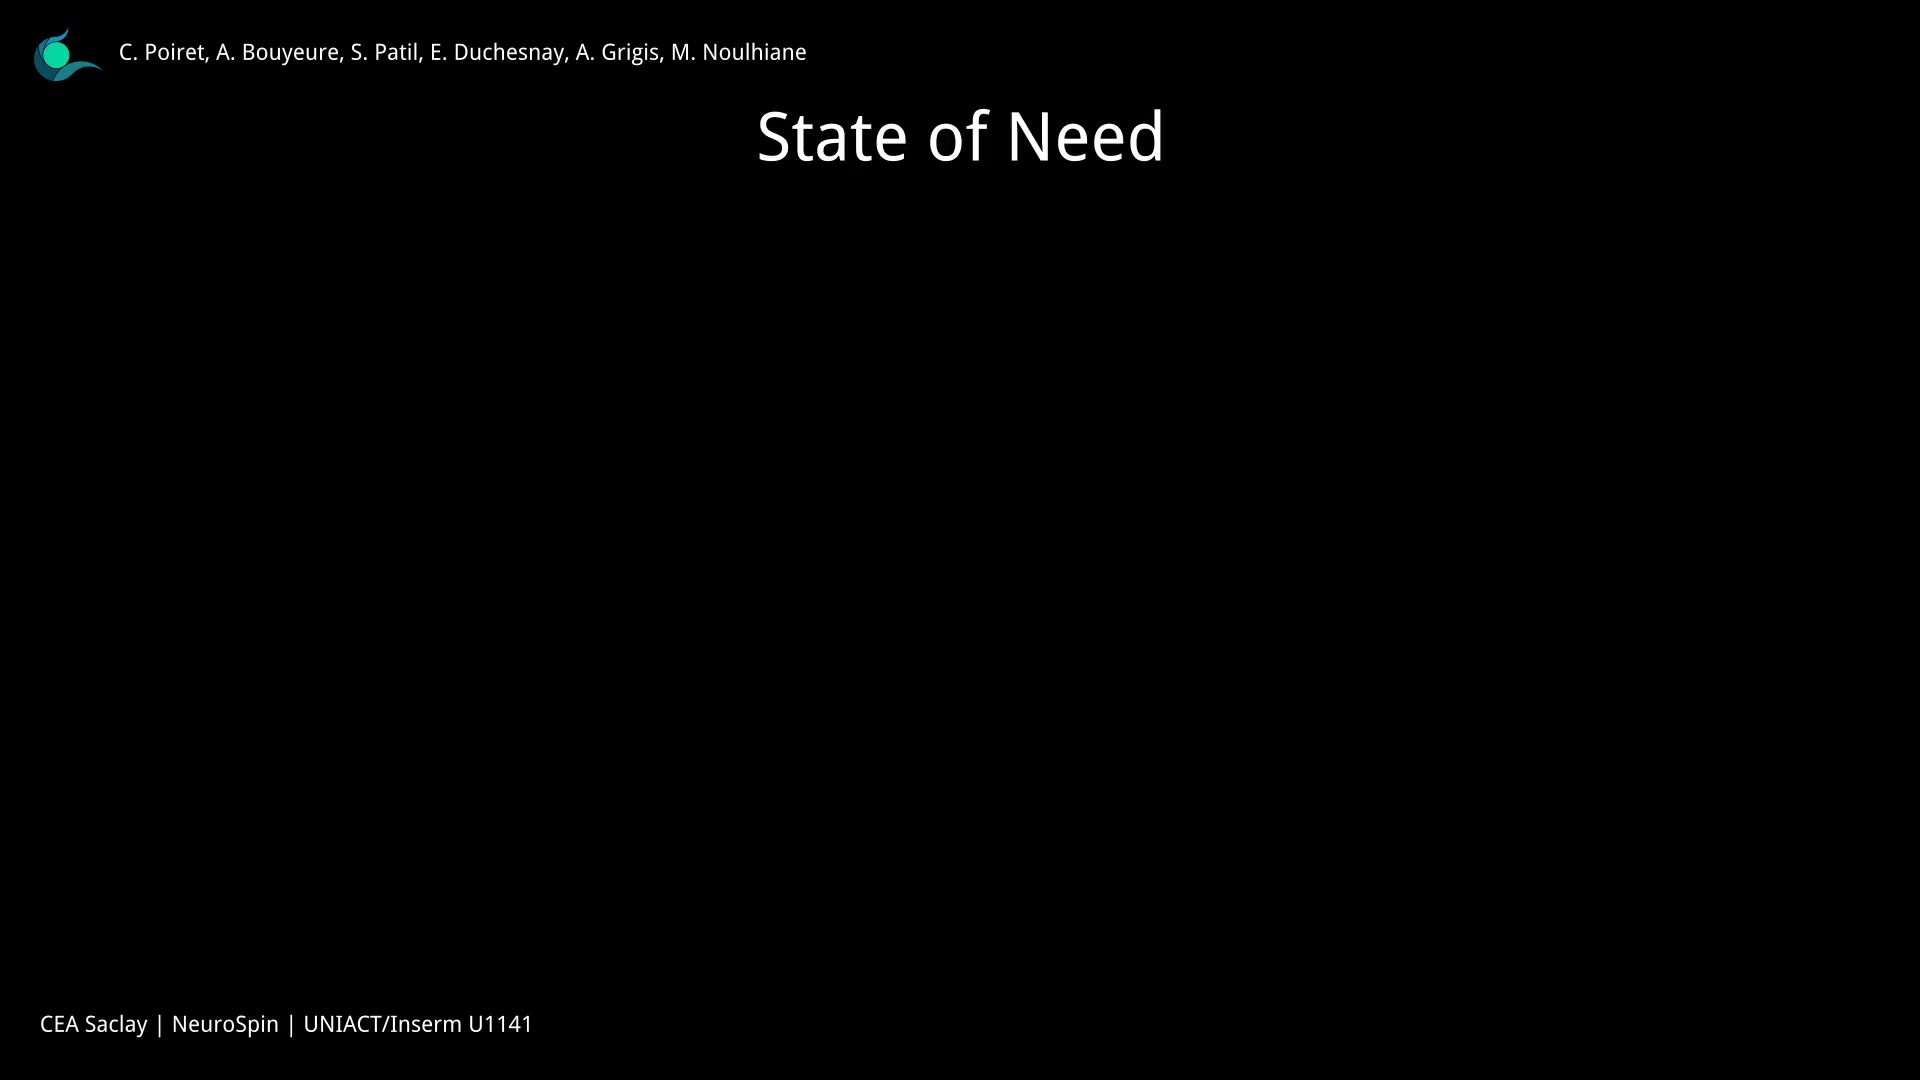 C. Poiret, A. Bouyeure, S. Patil, E. Duchesnay, A. Grigis, M. Noulhiane
State of Need
CEA Saclay | NeuroSpin | UNIACT/Inserm U1141